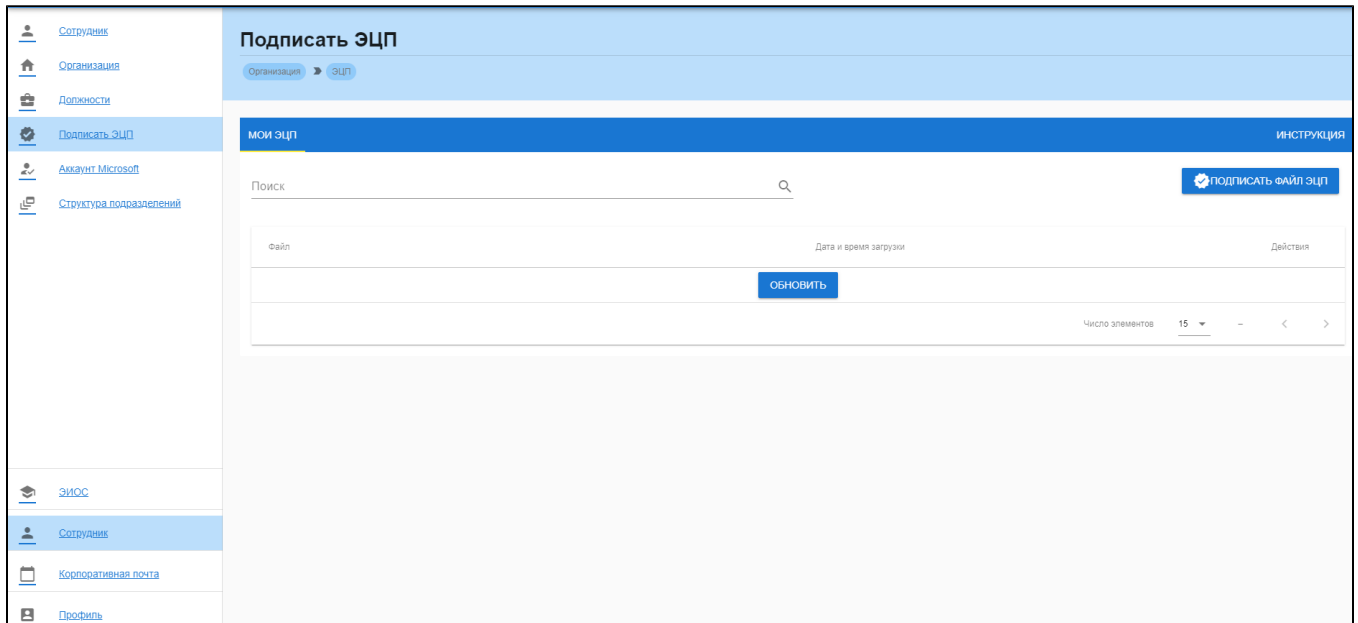 Сотрудник
Организация
Должности
Подписать ЭЦП
Аккаунт Microsoft
Структура подразделений
ЭИОС
Сотрудник
Корпоративная почта
Профиль
Подписать ЭЦП
Организация ЭЦП
МОИ ЭЦП ИНСТРУКЦИЯ
Поиск ПОДПИСАТЬ ФАЙЛ ЭЦП
Файл Дата и время загрузки Действия
ОБНОВИТЬ
Число элементов 15 –